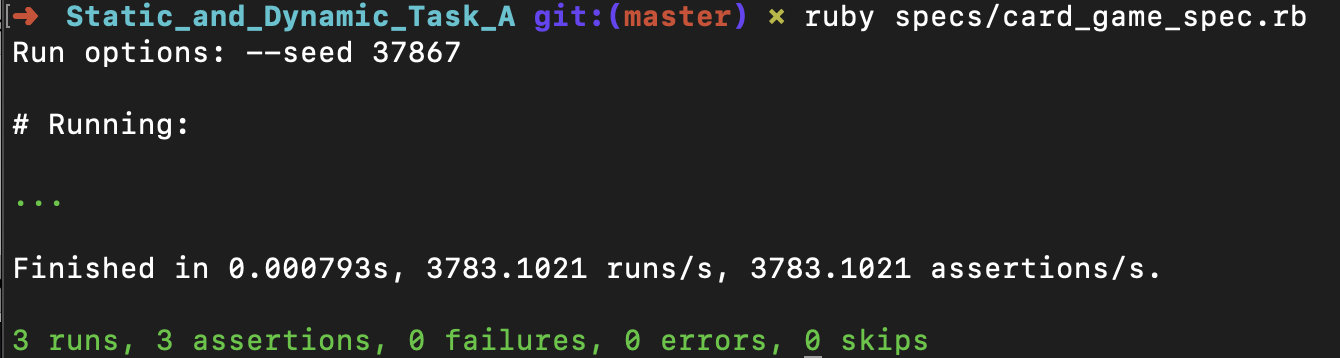 ➜ Static_and_Dynamic_Task_A git:(master) ✗ ruby specs/card_game_spec.rb
Run options: --seed 37867
# Running:
...
Finished in 0.000793s, 3783.1021 runs/s, 3783.1021 assertions/s.
3 runs, 3 assertions, 0 failures, 0 errors, 0 skips